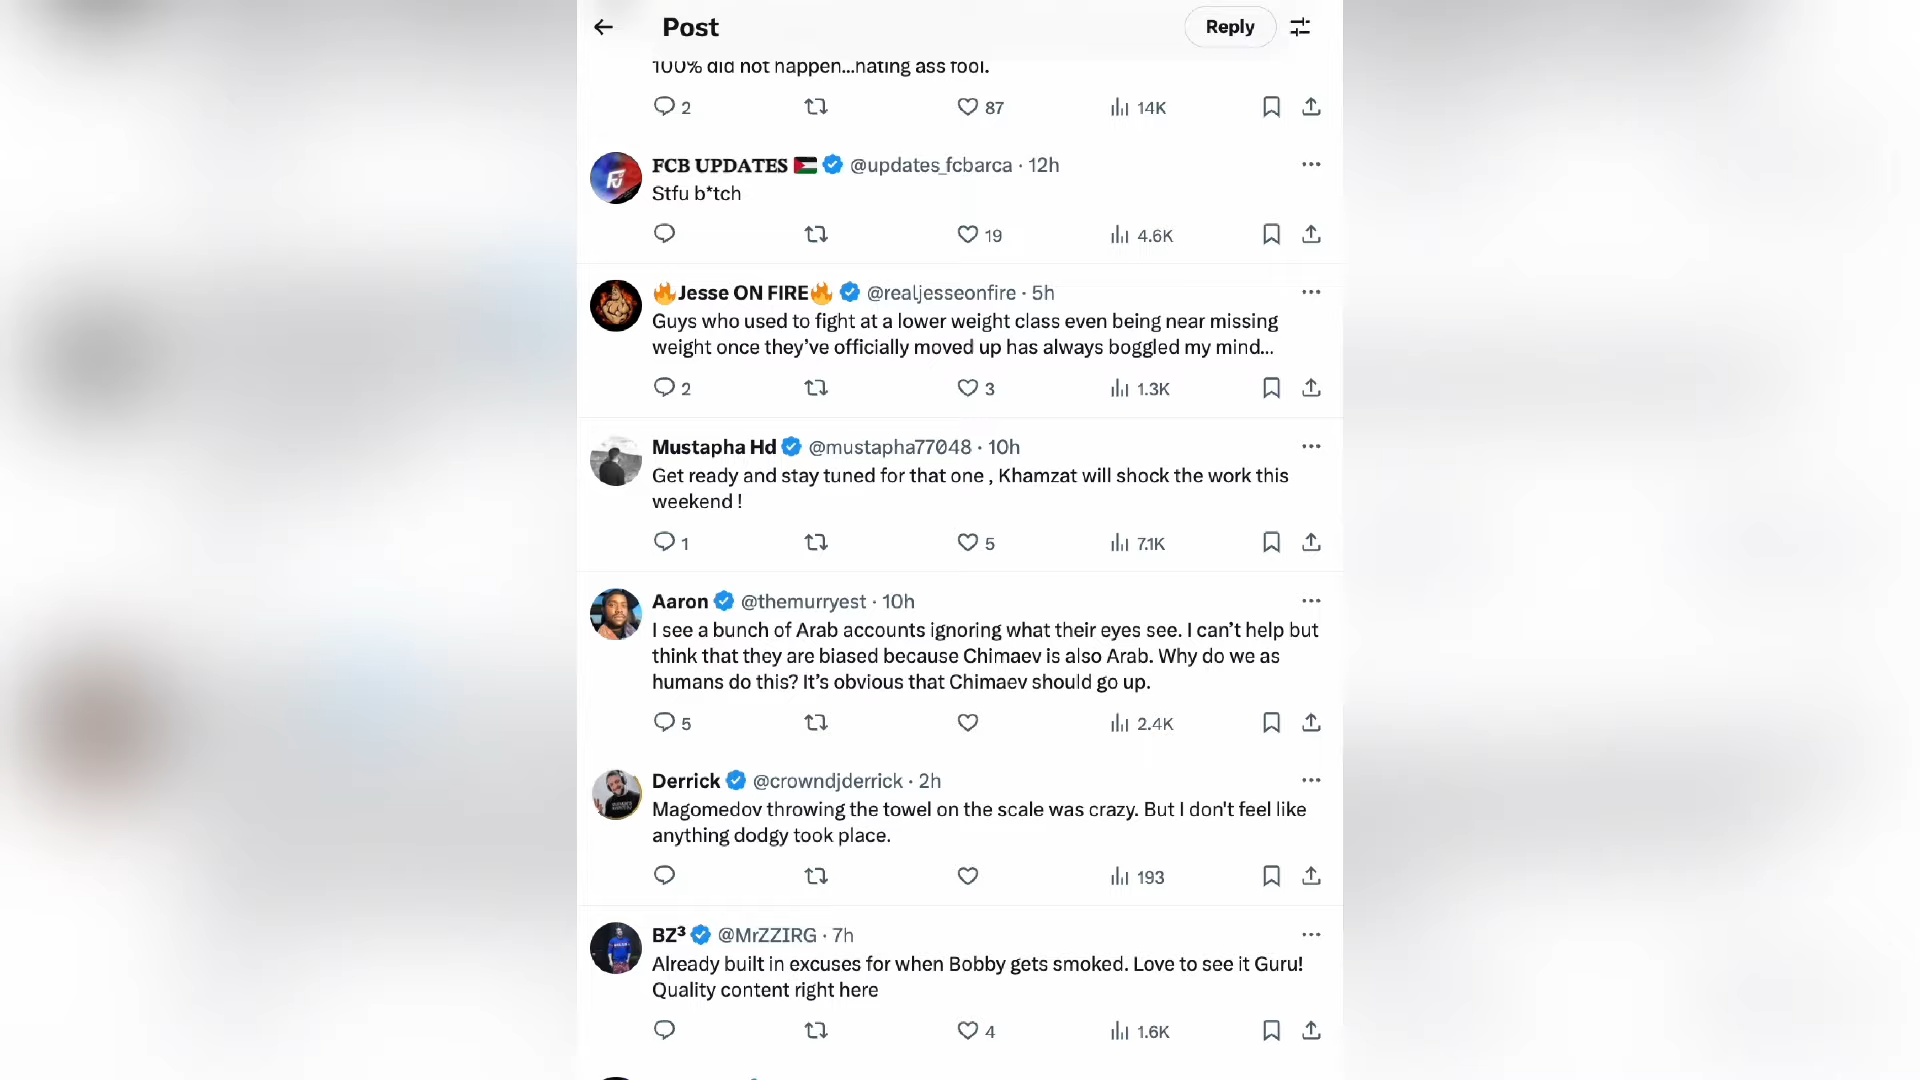 Post
Reply
100% did not happen...hating ass fool.
2
87
14K
FCB UPDATES 🇵🇸 @updates_fcbarca · 12h
Stfu b*tch
19
4.6K
🔥Jesse ON FIRE🔥 @realjesseonfire · 5h
Guys who used to fight at a lower weight class even being near missing
weight once they’ve officially moved up has always boggled my mind...
2
3
1.3K
Mustapha Hd @mustapha77048 · 10h
Get ready and stay tuned for that one , Khamzat will shock the work this
weekend !
1
5
7.1K
Aaron @themurryest · 10h
I see a bunch of Arab accounts ignoring what their eyes see. I can’t help but
think that they are biased because Chimaev is also Arab. Why do we as
humans do this? It’s obvious that Chimaev should go up.
5
2.4K
Derrick @crowndjderrick · 2h
Magomedov throwing the towel on the scale was crazy. But I don't feel like
anything dodgy took place.
193
BZ³ @MrZZIRG · 7h
Already built in excuses for when Bobby gets smoked. Love to see it Guru!
Quality content right here
4
1.6K